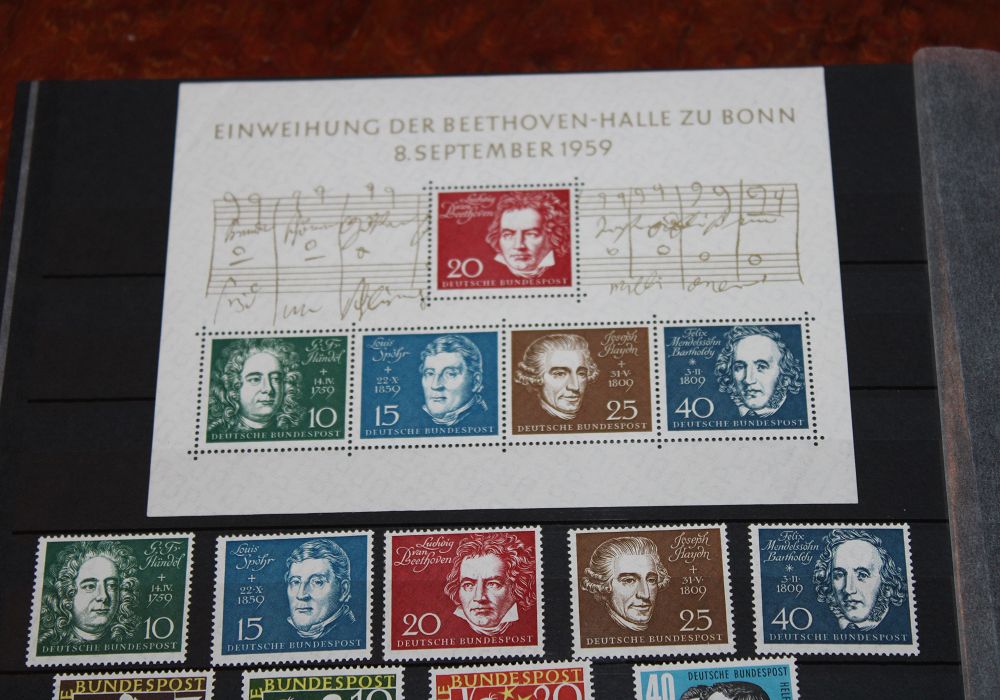 EINWEIHUNG DER BEETHOVEN-HALLE ZU BONN
8. SEPTEMBER 1959
Ludwig
van
Beethoven
20
DEUTSCHE BUNDESPOST
G. Fr.
Händel
+
14.IV.
1759
10
DEUTSCHE BUNDESPOST
Louis
Spohr
+
22·X·
1859
15
DEUTSCHE BUNDESPOST
Joseph
Haydn
+
31·V·
1809
25
DEUTSCHE BUNDESPOST
Felix
Mendelssohn
Bartholdy
*
3·II·
1809
40
DEUTSCHE BUNDESPOST
G. Fr.
Händel
+
14.IV.
1759
10
DEUTSCHE BUNDESPOST
Louis
Spohr
+
22·X·
1859
15
DEUTSCHE BUNDESPOST
Ludwig
van
Beethoven
20
DEUTSCHE BUNDESPOST
Joseph
Haydn
+
31·V·
1809
25
DEUTSCHE BUNDESPOST
Felix
Mendelssohn
Bartholdy
*
3·II·
1809
40
DEUTSCHE BUNDESPOST
BUNDESPOST
BUNDESPOST
10
BUNDESPOST
20
DEUTSCHE BUNDESPOST
40